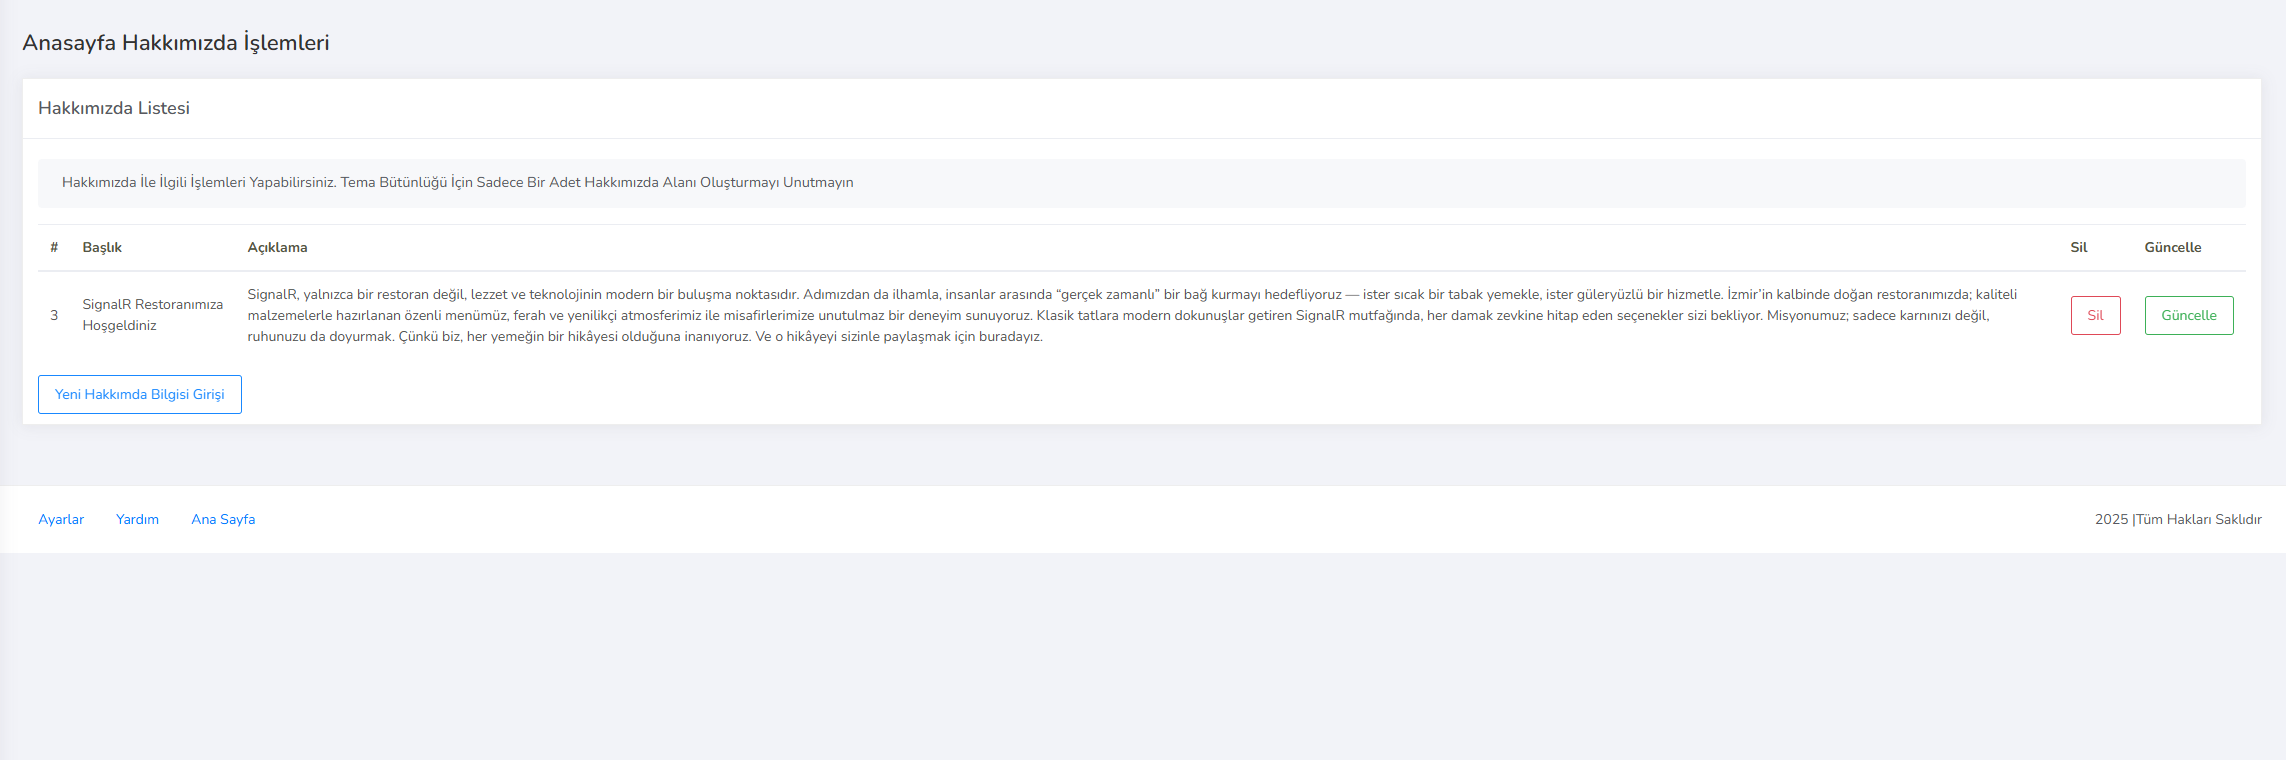 Anasayfa Hakkımızda İşlemleri
Hakkımızda Listesi
Hakkımızda İle İlgili İşlemleri Yapabilirsiniz. Tema Bütünlüğü İçin Sadece Bir Adet Hakkımızda Alanı Oluşturmayı Unutmayın
# Başlık Açıklama Sil Güncelle
3
SignalR Restoranımıza
Hoşgeldiniz
SignalR, yalnızca bir restoran değil, lezzet ve teknolojinin modern bir buluşma noktasıdır. Adımızdan da ilhamla, insanlar arasında “gerçek zamanlı” bir bağ kurmayı hedefliyoruz — ister sıcak bir tabak yemekle, ister güleryüzlü bir hizmetle. İzmir’in kalbinde doğan restoranımızda; kaliteli
malzemelerle hazırlanan özenli menümüz, ferah ve yenilikçi atmosferimiz ile misafirlerimize unutulmaz bir deneyim sunuyoruz. Klasik tatlara modern dokunuşlar getiren SignalR mutfağında, her damak zevkine hitap eden seçenekler sizi bekliyor. Misyonumuz; sadece karnınızı değil,
ruhunuzu da doyurmak. Çünkü biz, her yemeğin bir hikâyesi olduğuna inanıyoruz. Ve o hikâyeyi sizinle paylaşmak için buradayız.
Sil
Güncelle
Yeni Hakkımda Bilgisi Girişi
Ayarlar Yardım Ana Sayfa 2025 |Tüm Hakları Saklıdır